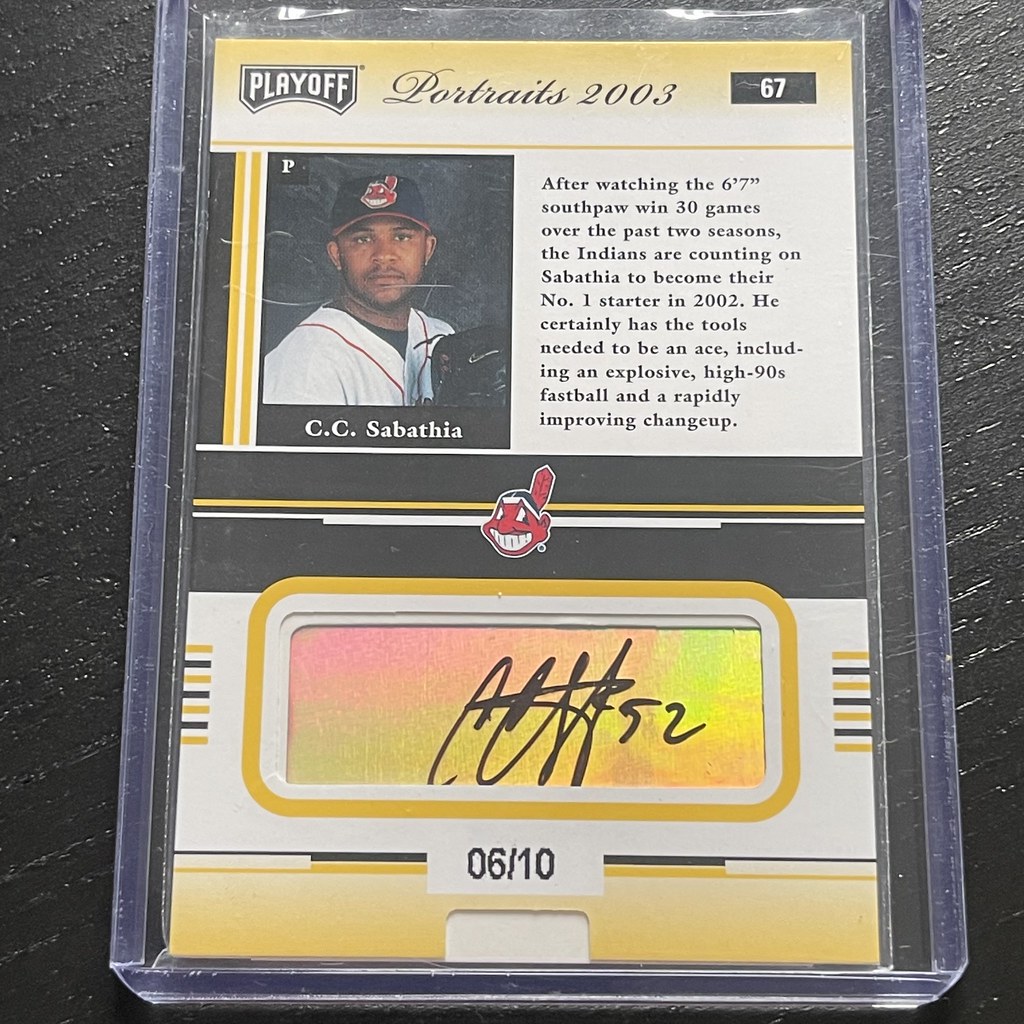 PLAYOFF
Portraits 2003
67
P
C.C. Sabathia
After watching the 6'7”
southpaw win 30 games
over the past two seasons,
the Indians are counting on
Sabathia to become their
No. 1 starter in 2002. He
certainly has the tools
needed to be an ace, includ-
ing an explosive, high-90s
fastball and a rapidly
improving changeup.
52
06/10